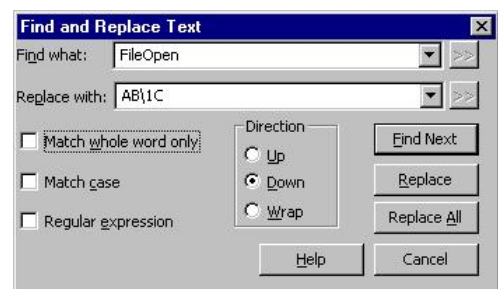 Find and Replace Text
Find what: FileOpen >>
Replace with: AB\1C >>
Match whole word only
Match case
Regular expression
Direction
Up
Down
Wrap
Find Next
Replace
Replace All
Help
Cancel